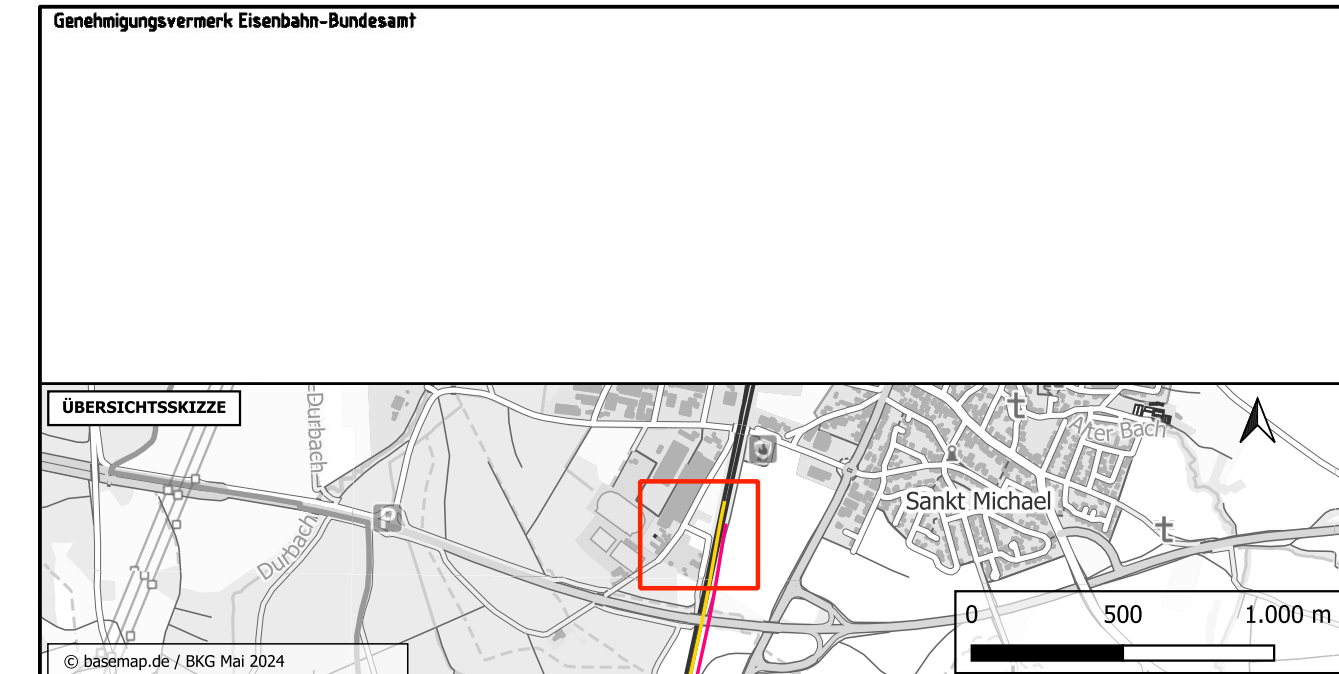 Genehmigungsvermerk Eisenbahn-Bundesamt
ÜBERSICHTSSKIZZE
Durbach
Alter Bach
P
Sankt Michael
Durbach
0 500 1.000 m
© basemap.de / BKG Mai 2024